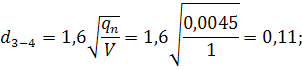 d₃₋₄ = 1,6√(qₙ/V) = 1,6√(0,0045/1) = 0,11;